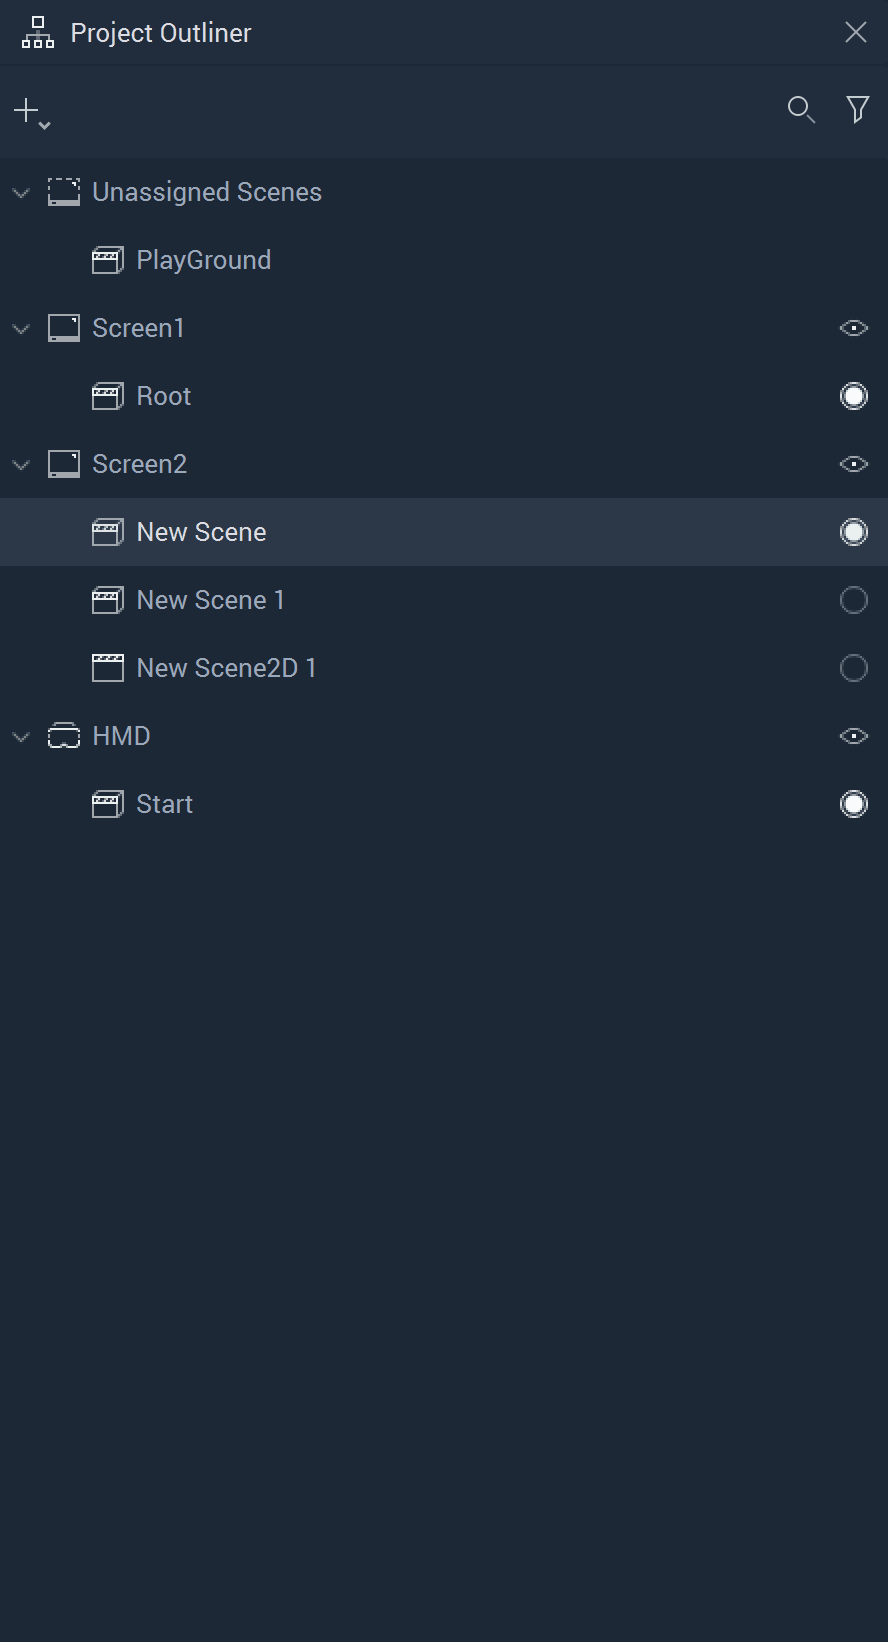 Project Outliner
Unassigned Scenes
PlayGround
Screen1
Root
Screen2
New Scene
New Scene 1
New Scene2D 1
HMD
Start